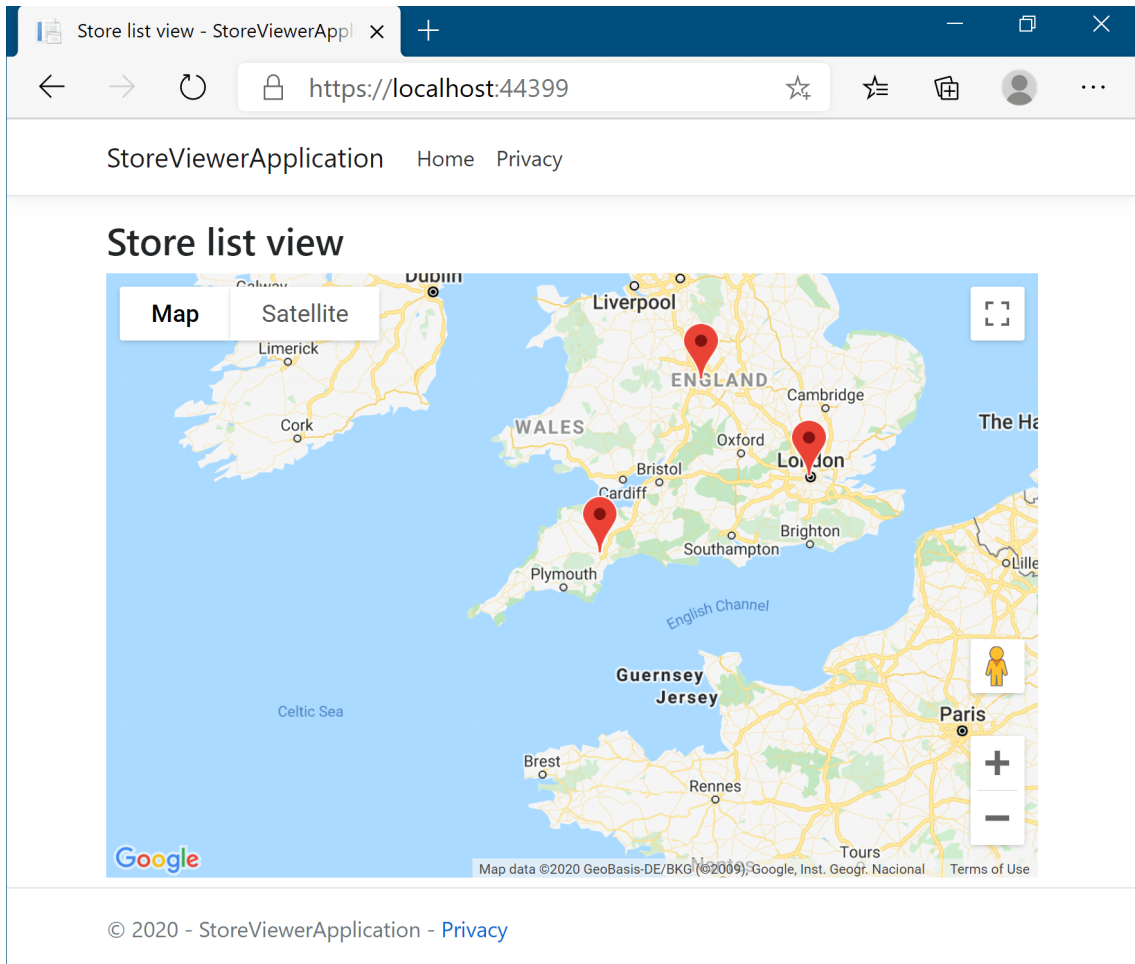 Store list view - StoreViewerAppl
https://localhost:44399
StoreViewerApplication Home Privacy
Store list view
Dublin
Galway
Liverpool
Map Satellite
Limerick
ENGLAND
Cambridge
Cork
WALES
The Ha
Oxford
London
Bristol
Cardiff
Brighton
Southampton
Plymouth
Lille
English Channel
Guernsey
Jersey
Celtic Sea
Paris
Brest
Rennes
Tours
Nantes
Google
Map data ©2020 GeoBasis-DE/BKG (©2009), Google, Inst. Geogr. Nacional Terms of Use
© 2020 - StoreViewerApplication - Privacy